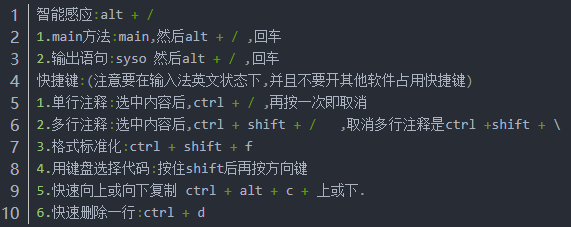 1 智能感应:alt + /
2 1.main方法:main,然后alt + / ,回车
3 2.输出语句:syso 然后alt + / ,回车
4 快捷键:(注意要在输入法英文状态下,并且不要开其他软件占用快捷键)
5 1.单行注释:选中内容后,ctrl + / ,再按一次即取消
6 2.多行注释:选中内容后,ctrl + shift + /   ,取消多行注释是ctrl +shift + \
7 3.格式标准化:ctrl + shift + f
8 4.用键盘选择代码:按住shift后再按方向键
9 5.快速向上或向下复制 ctrl + alt + c + 上或下.
10 6.快速删除一行:ctrl + d